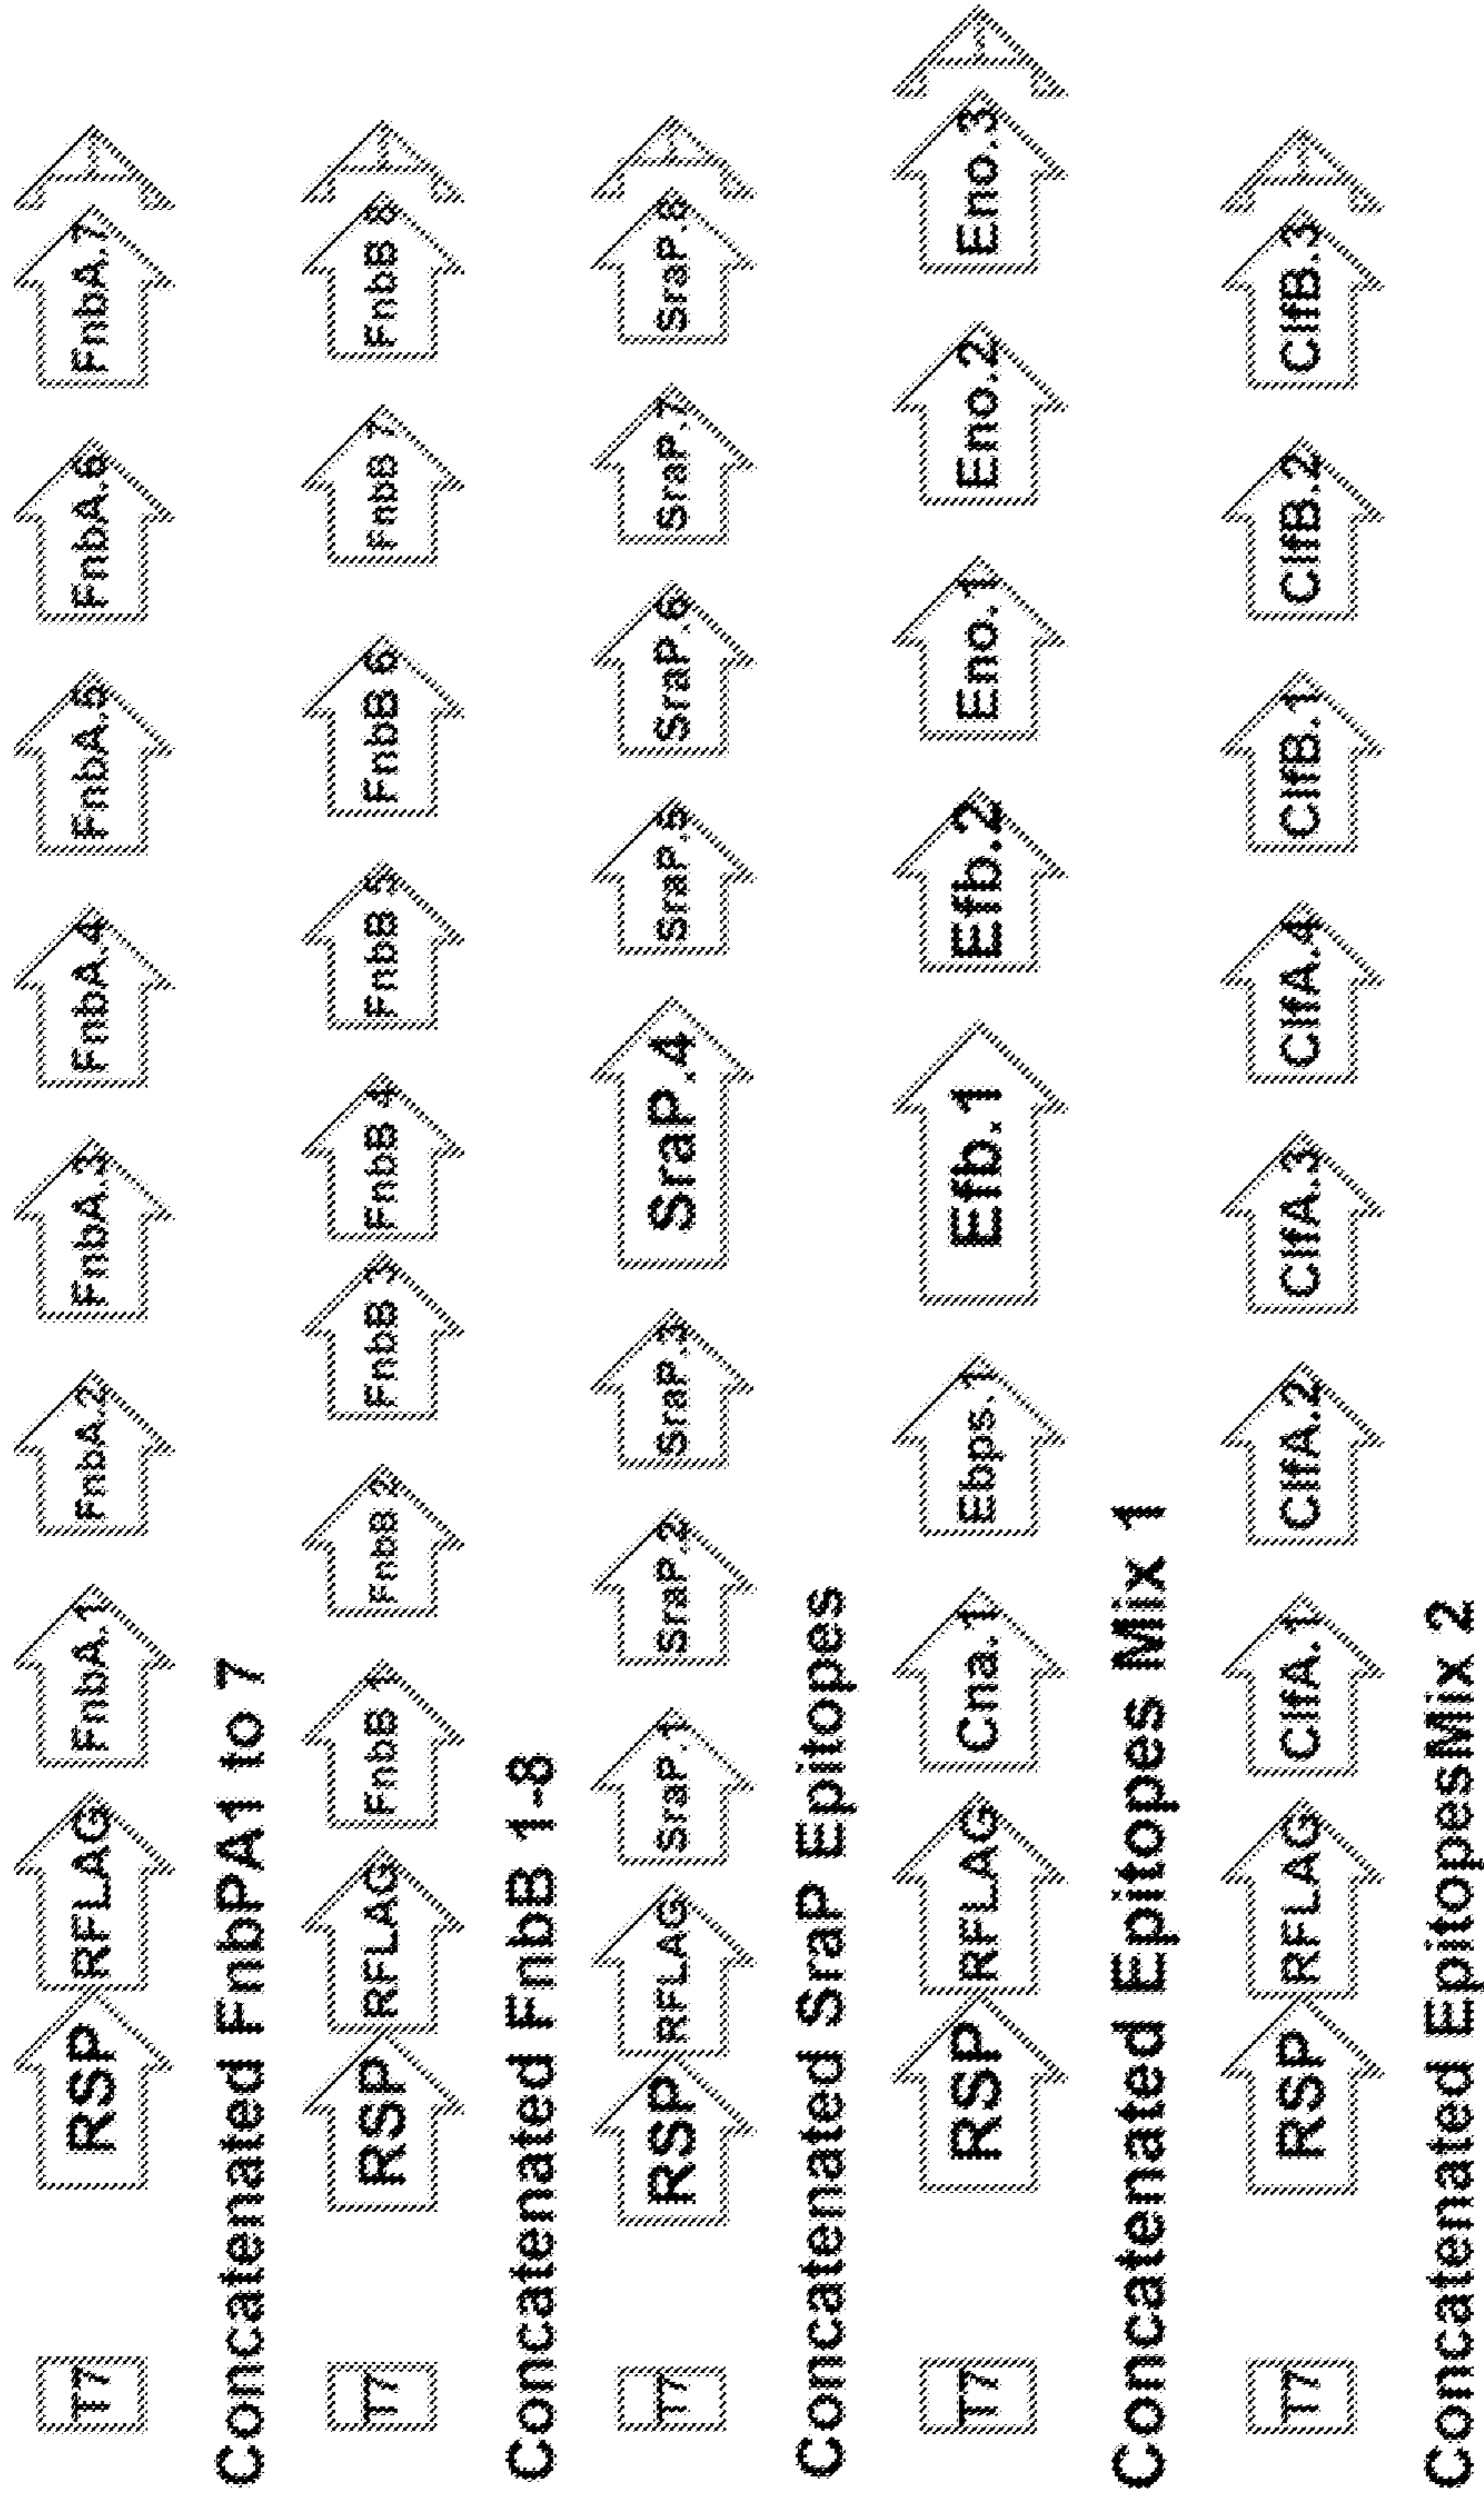 T7 RSP RFLAG FnbA.1 FnbA.2 FnbA.3 FnbA.4 FnbA.5 FnbA.6 FnbA.7 T
Concatenated FnbPA1 to 7
T7 RSP RFLAG FnbB 1 FnbB 2 FnbB 3 FnbB 4 FnbB 5 FnbB 6 FnbB 7 FnbB 8 T
Concatenated FnbB 1-8
T7 RSP RFLAG SraP.1 SraP.2 SraP.3 SraP.4 SraP.5 SraP.6 SraP.7 SraP.8 T
Concatenated SraP Epitopes
T7 RSP RFLAG Cna.1 Ebps.1 Efb.1 Efb.2 Eno.1 Eno.2 Eno.3 T
Concatenated Epitopes Mix 1
T7 RSP RFLAG ClfA.1 ClfA.2 ClfA.3 ClfA.4 ClfB.1 ClfB.2 ClfB.3 T
Concatenated EpitopesMix 2